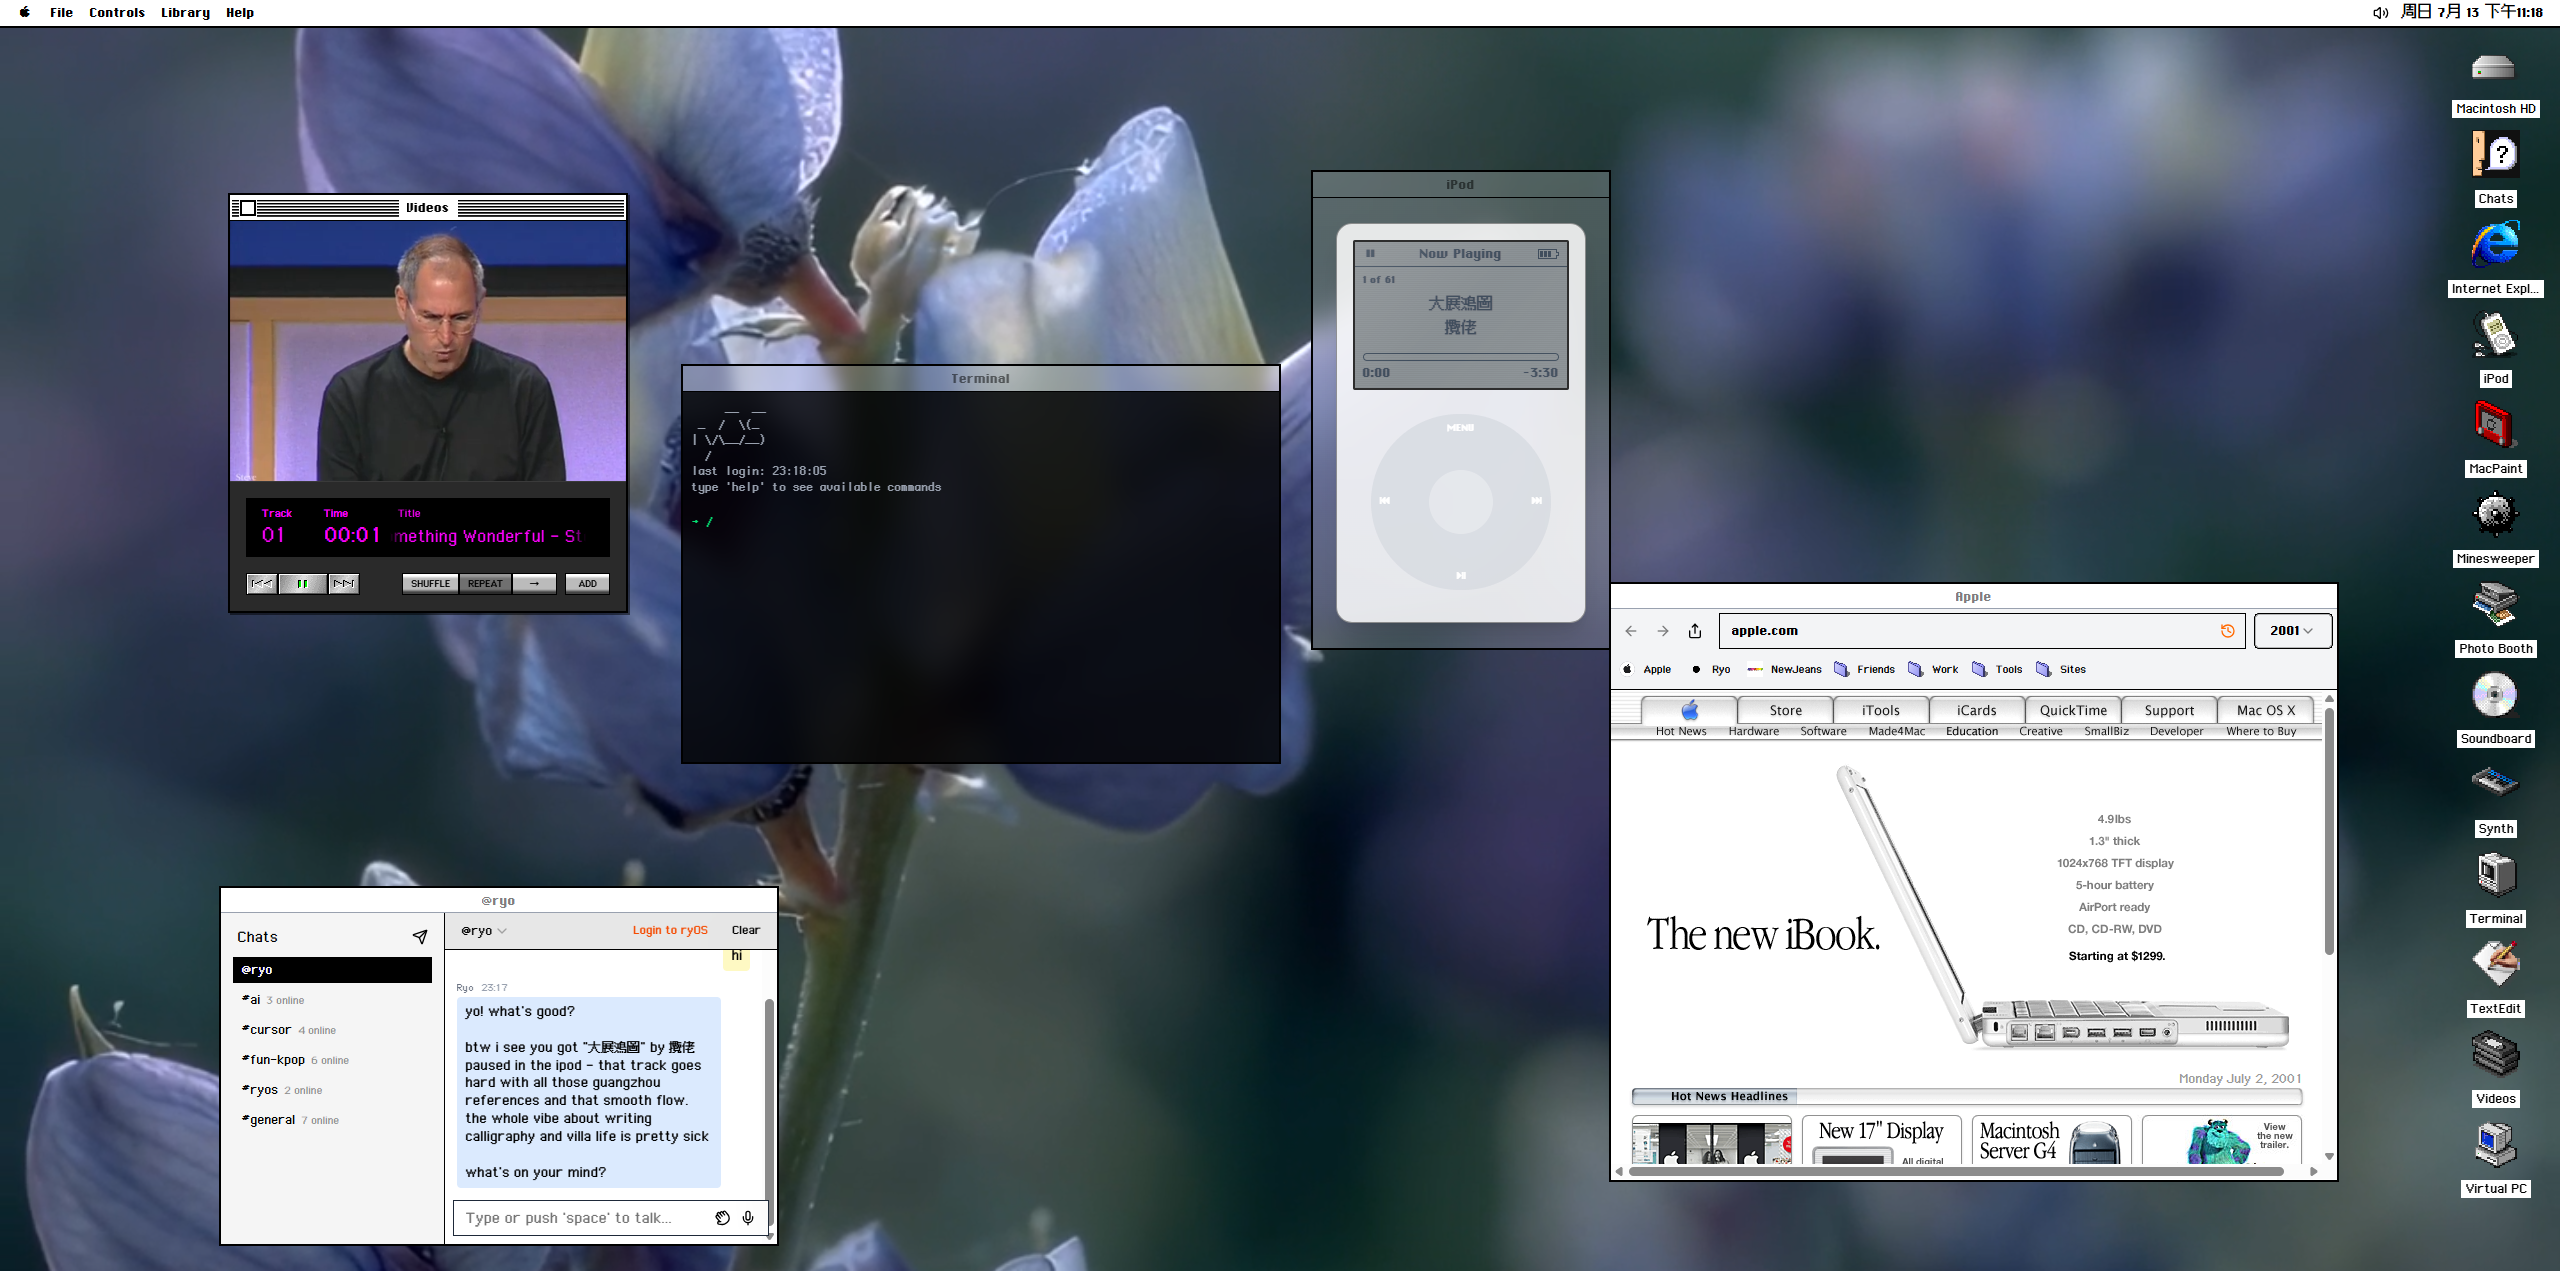 File Controls Library Help
周日 7月 13 下午11:18
Videos
Track Time Title
01 00:01 mething Wonderful - St
SHUFFLE REPEAT → ADD
Terminal
last login: 23:18:05
type 'help' to see available commands
→ /
iPod
Now Playing
1 of 61
大展鴻圖
攬佬
0:00 -3:30
MENU
@ryo
Chats
@ryo
#ai 3 online
#cursor 4 online
#fun-kpop 6 online
#ryos 2 online
#general 7 online
@ryo Login to ryOS Clear
hi
Ryo 23:17
yo! what's good?
btw i see you got "大展鴻圖" by 攬佬
paused in the ipod - that track goes
hard with all those guangzhou
references and that smooth flow.
the whole vibe about writing
calligraphy and villa life is pretty sick
what's on your mind?
Type or push 'space' to talk...
Apple
apple.com 2001
Apple Ryo NewJeans Friends Work Tools Sites
Store iTools iCards QuickTime Support Mac OS X
Hot News Hardware Software Made4Mac Education Creative SmallBiz Developer Where to Buy
4.9lbs
1.3" thick
1024x768 TFT display
5-hour battery
AirPort ready
CD, CD-RW, DVD
Starting at $1299.
The new iBook.
Monday July 2, 2001
Hot News Headlines
New 17" Display
All digital
Macintosh
Server G4
View
the new
trailer.
Macintosh HD
Chats
Internet Expl...
iPod
MacPaint
Minesweeper
Photo Booth
Soundboard
Synth
Terminal
TextEdit
Videos
Virtual PC